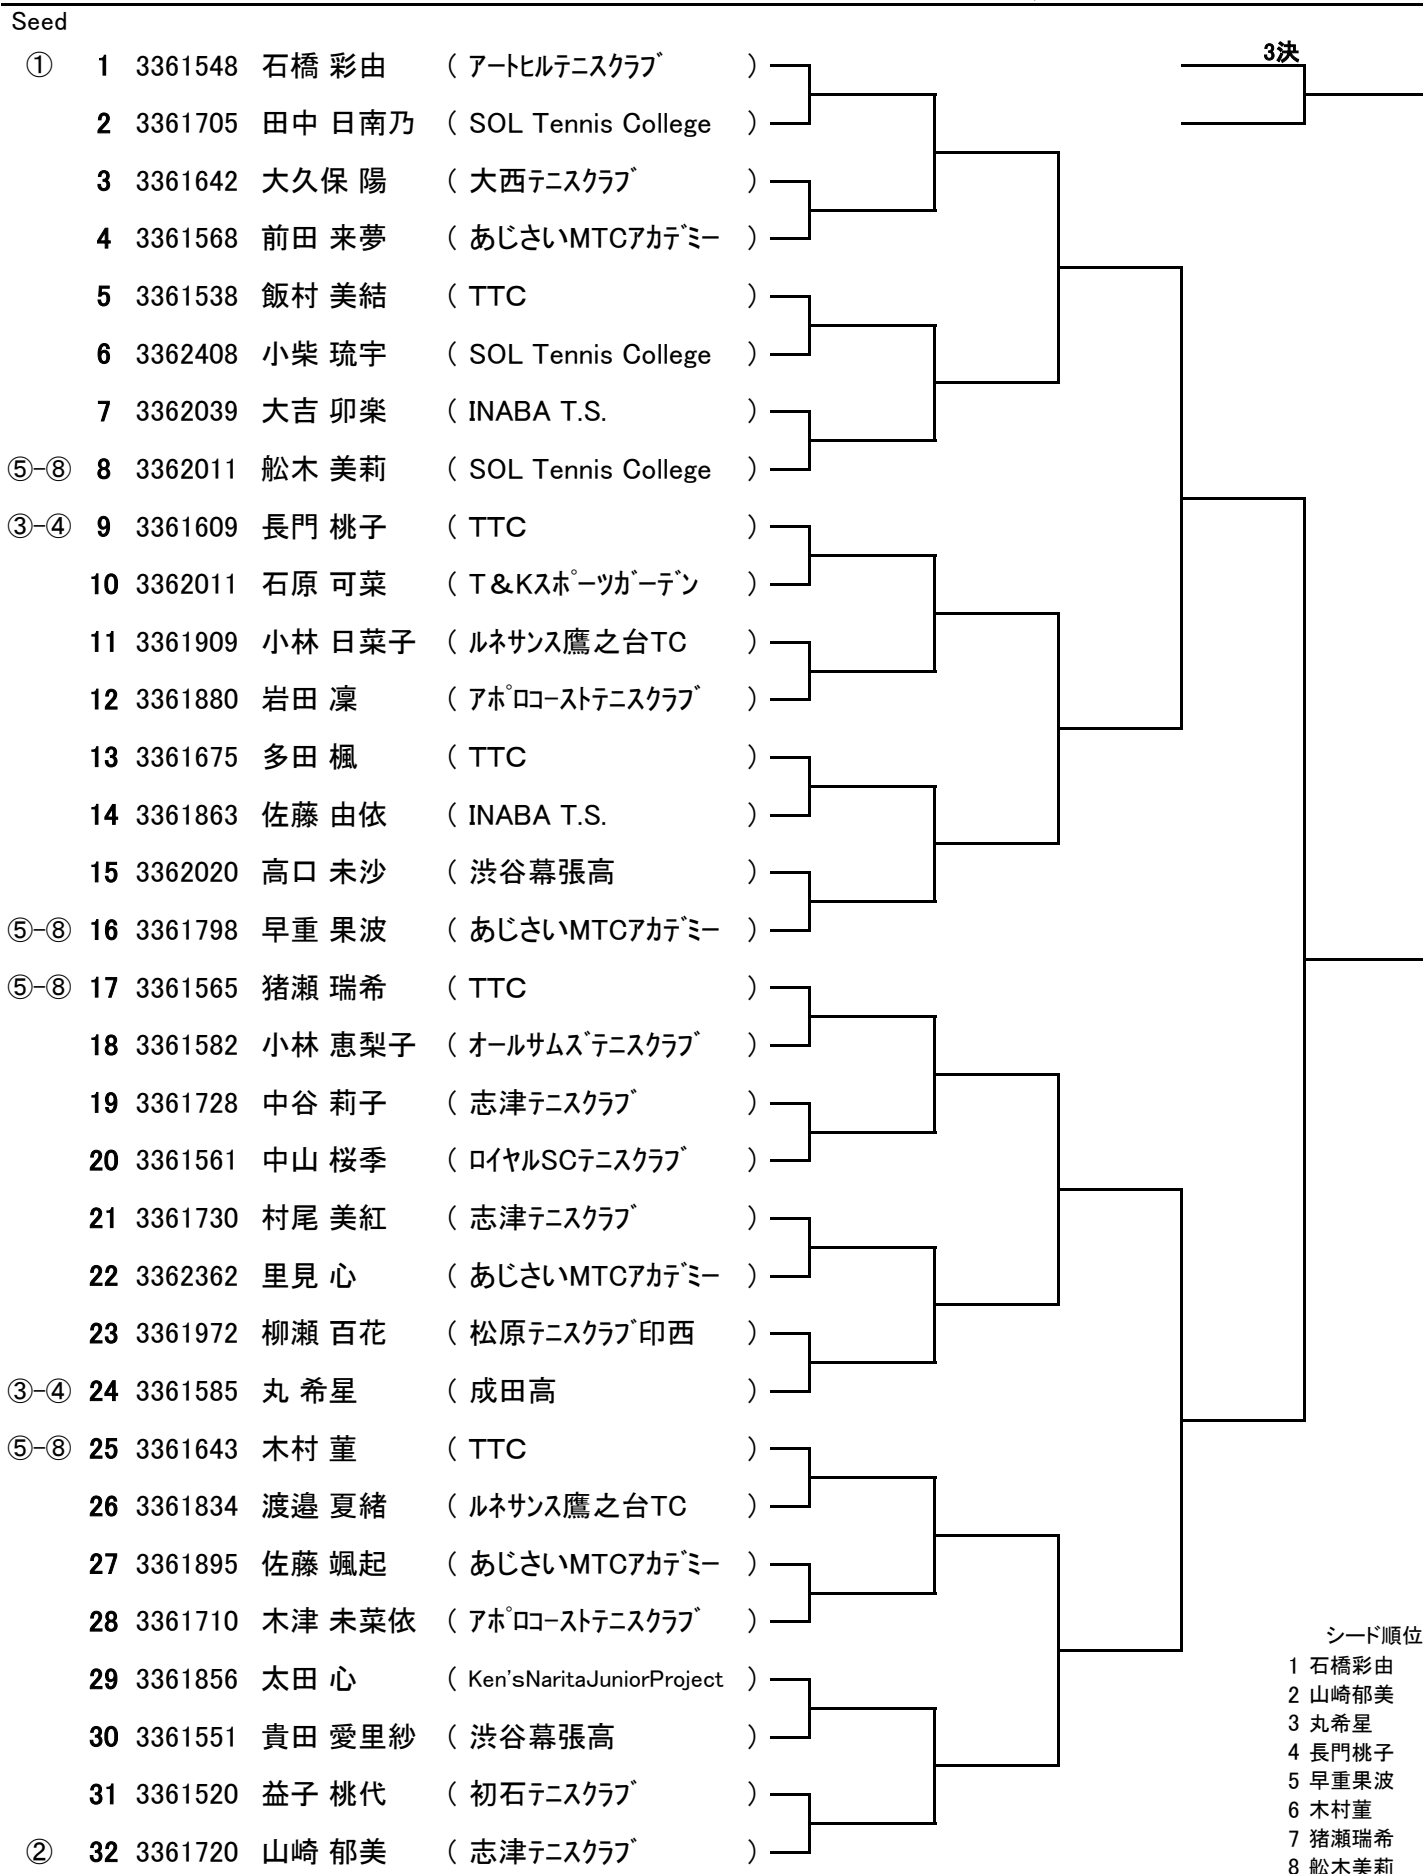 Seed
① 1 3361548 石橋 彩由 ( ｱｰﾄﾋﾙﾃﾆｽｸﾗﾌﾞ )
3決
2 3361705 田中 日南乃 ( SOL Tennis College )
3 3361642 大久保 陽 ( 大西ﾃﾆｽｸﾗﾌﾞ )
4 3361568 前田 来夢 ( あじさいMTCｱｶﾃﾞﾐｰ )
5 3361538 飯村 美結 ( TTC )
6 3362408 小柴 琉宇 ( SOL Tennis College )
7 3362039 大吉 卯楽 ( INABA T.S. )
⑤-⑧ 8 3362011 舩木 美莉 ( SOL Tennis College )
③-④ 9 3361609 長門 桃子 ( TTC )
10 3362011 石原 可菜 ( T＆Kｽﾎﾟｰﾂｶﾞｰﾃﾞﾝ )
11 3361909 小林 日菜子 ( ﾙﾈｻﾝｽ鷹之台TC )
12 3361880 岩田 凜 ( ｱﾎﾟﾛｺｰｽﾄﾃﾆｽｸﾗﾌﾞ )
13 3361675 多田 楓 ( TTC )
14 3361863 佐藤 由依 ( INABA T.S. )
15 3362020 高口 未沙 ( 渋谷幕張高 )
⑤-⑧ 16 3361798 早重 果波 ( あじさいMTCｱｶﾃﾞﾐｰ )
⑤-⑧ 17 3361565 猪瀬 瑞希 ( TTC )
18 3361582 小林 恵梨子 ( ｵｰﾙｻﾑｽﾞﾃﾆｽｸﾗﾌﾞ )
19 3361728 中谷 莉子 ( 志津ﾃﾆｽｸﾗﾌﾞ )
20 3361561 中山 桜季 ( ﾛｲﾔﾙSCﾃﾆｽｸﾗﾌﾞ )
21 3361730 村尾 美紅 ( 志津ﾃﾆｽｸﾗﾌﾞ )
22 3362362 里見 心 ( あじさいMTCｱｶﾃﾞﾐｰ )
23 3361972 柳瀬 百花 ( 松原ﾃﾆｽｸﾗﾌﾞ印西 )
③-④ 24 3361585 丸 希星 ( 成田高 )
⑤-⑧ 25 3361643 木村 菫 ( TTC )
26 3361834 渡邉 夏緒 ( ﾙﾈｻﾝｽ鷹之台TC )
27 3361895 佐藤 颯起 ( あじさいMTCｱｶﾃﾞﾐｰ )
28 3361710 木津 未菜依 ( ｱﾎﾟﾛｺｰｽﾄﾃﾆｽｸﾗﾌﾞ )
29 3361856 太田 心 ( Ken'sNaritaJuniorProject )
30 3361551 貴田 愛里紗 ( 渋谷幕張高 )
31 3361520 益子 桃代 ( 初石ﾃﾆｽｸﾗﾌﾞ )
② 32 3361720 山崎 郁美 ( 志津ﾃﾆｽｸﾗﾌﾞ )
シード順位
1 石橋彩由
2 山崎郁美
3 丸希星
4 長門桃子
5 早重果波
6 木村菫
7 猪瀬瑞希
8 舩木美莉